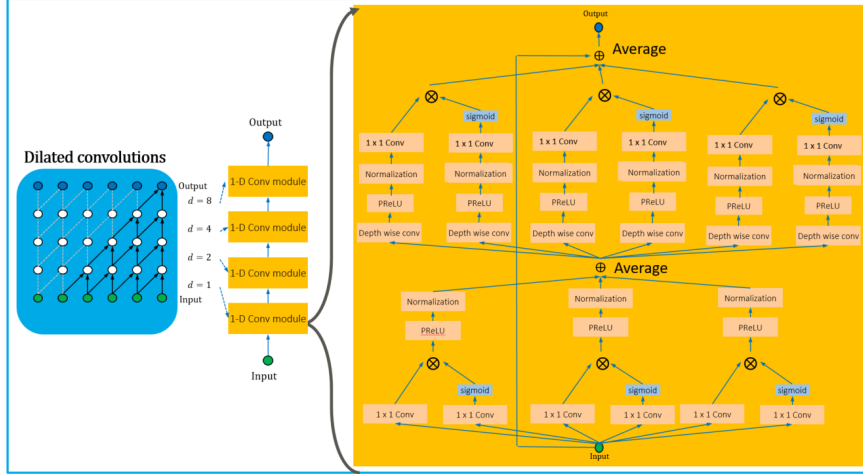 Dilated convolutions
Output
d = 8
d = 4
d = 2
d = 1
Input
Output
1-D Conv module
1-D Conv module
1-D Conv module
1-D Conv module
Input
Output
⊕ Average
⊗ ⊗ ⊗
sigmoid sigmoid sigmoid
1 x 1 Conv 1 x 1 Conv 1 x 1 Conv 1 x 1 Conv 1 x 1 Conv 1 x 1 Conv
Normalization Normalization Normalization Normalization Normalization Normalization
PReLU PReLU PReLU PReLU PReLU PReLU
Depth wise conv Depth wise conv Depth wise conv Depth wise conv Depth wise conv Depth wise conv
⊕ Average
Normalization Normalization Normalization
PReLU PReLU PReLU
⊗ ⊗ ⊗
sigmoid sigmoid sigmoid
1 x 1 Conv 1 x 1 Conv 1 x 1 Conv 1 x 1 Conv 1 x 1 Conv 1 x 1 Conv
Input